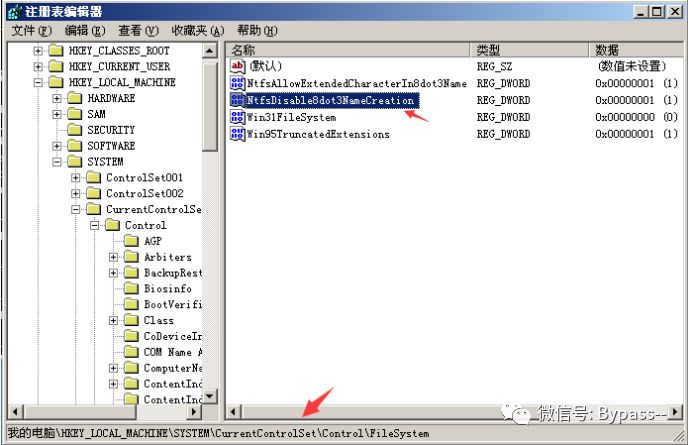 注册表编辑器
文件(F) 编辑(E) 查看(V) 收藏夹(A) 帮助(H)
HKEY_CLASSES_ROOT
HKEY_CURRENT_USER
HKEY_LOCAL_MACHINE
HARDWARE
SAM
SECURITY
SOFTWARE
SYSTEM
ControlSet001
ControlSet002
CurrentControlSe
Control
AGP
Arbiters
BackupRest
Biosinfo
BootVerifi
Class
CoDeviceIn
COM Name A
ComputerNa
ContentInd
ContentInd
名称 类型 数据
ab (默认) REG_SZ (数值未设置)
NtfsAllowExtendedCharacterIn8dot3Name REG_DWORD 0x00000001 (1)
NtfsDisable8dot3NameCreation REG_DWORD 0x00000001 (1)
Win31FileSystem REG_DWORD 0x00000000 (0)
Win95TruncatedExtensions REG_DWORD 0x00000001 (1)
微信号: Bypass--
我的电脑\HKEY_LOCAL_MACHINE\SYSTEM\CurrentControlSet\Control\FileSystem